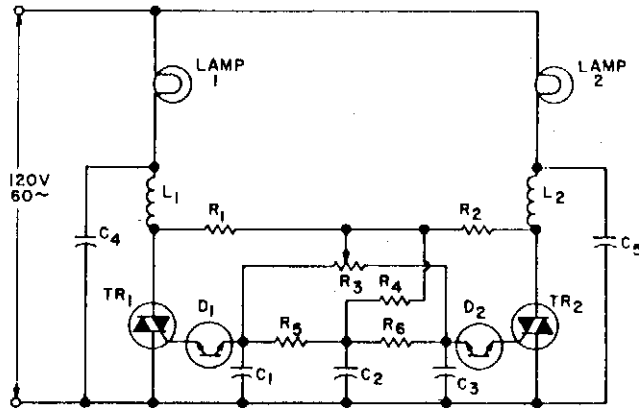 LAMP
1
LAMP
2
120V
60~
L1
L2
R1
R2
C4
C5
R3
R4
TR1
D1
D2
TR2
R5
R6
C1
C2
C3